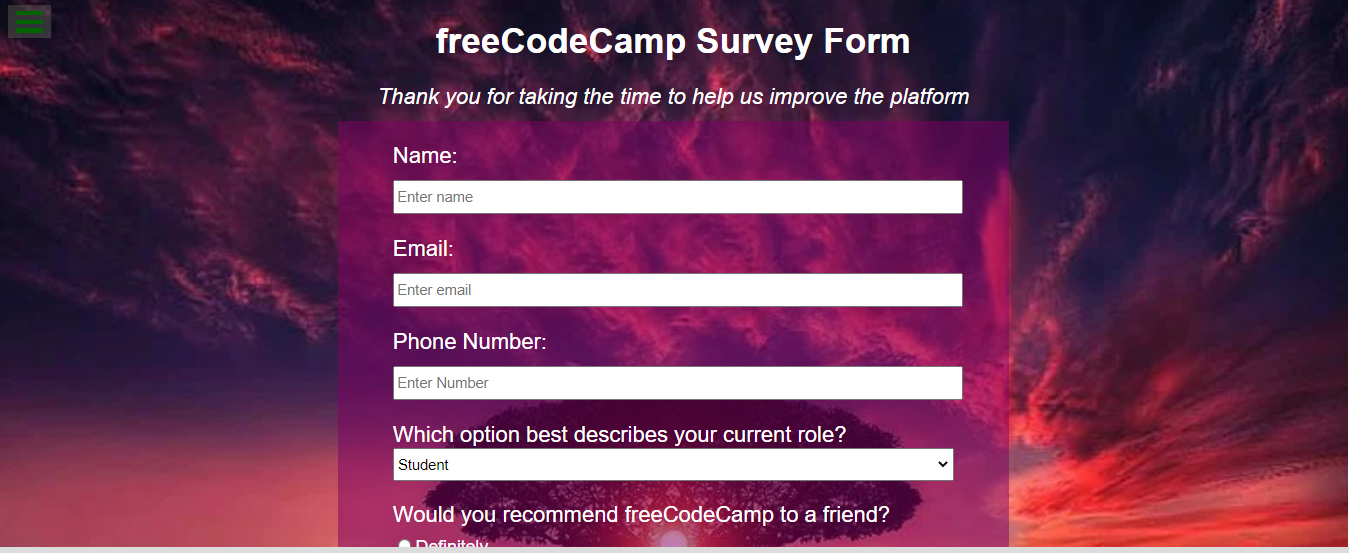 freeCodeCamp Survey Form
Thank you for taking the time to help us improve the platform
Name:
Enter name
Email:
Enter email
Phone Number:
Enter Number
Which option best describes your current role?
Student
Would you recommend freeCodeCamp to a friend?
Definitely